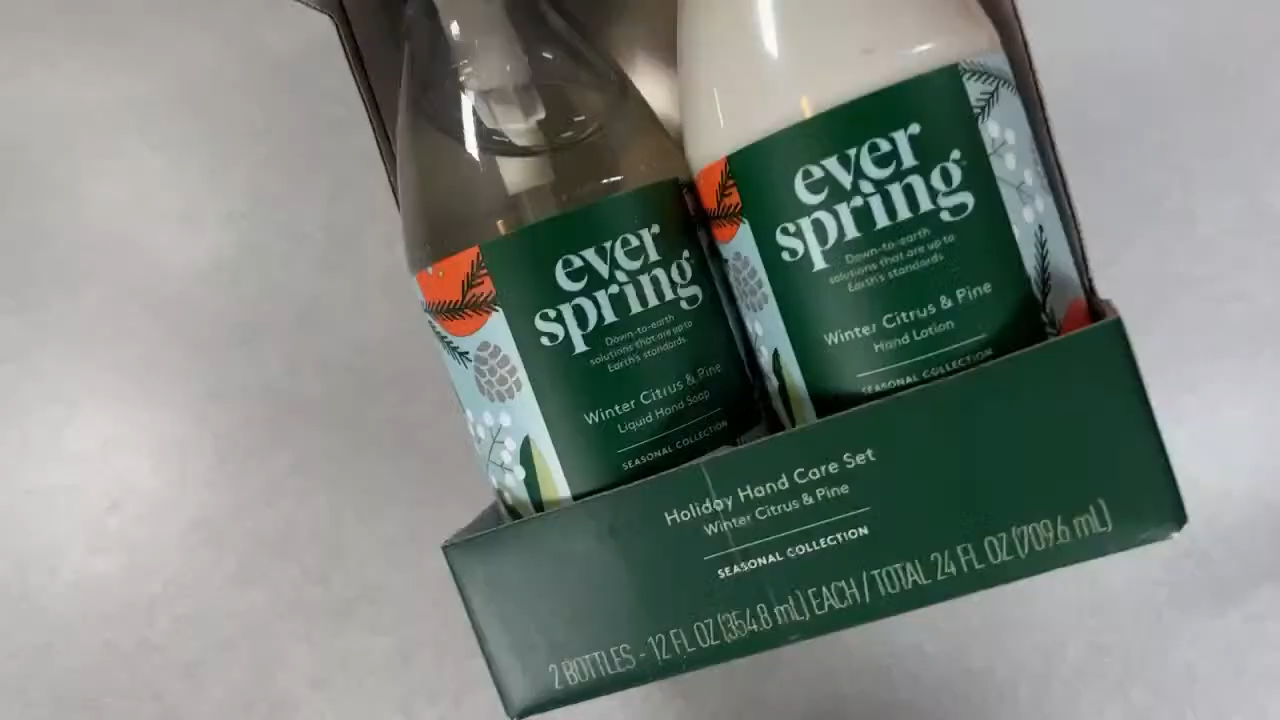 ever
spring
Down-to-earth
solutions that are up to
Earth's standards.
Winter Citrus & Pine
Liquid Hand Soap
SEASONAL COLLECTION
ever
spring
Down-to-earth
solutions that are up to
Earth's standards.
Winter Citrus & Pine
Hand Lotion
SEASONAL COLLECTION
Holiday Hand Care Set
Winter Citrus & Pine
SEASONAL COLLECTION
2 BOTTLES - 12 FL OZ (354.8 mL) EACH / TOTAL 24 FL OZ (709.6 mL)